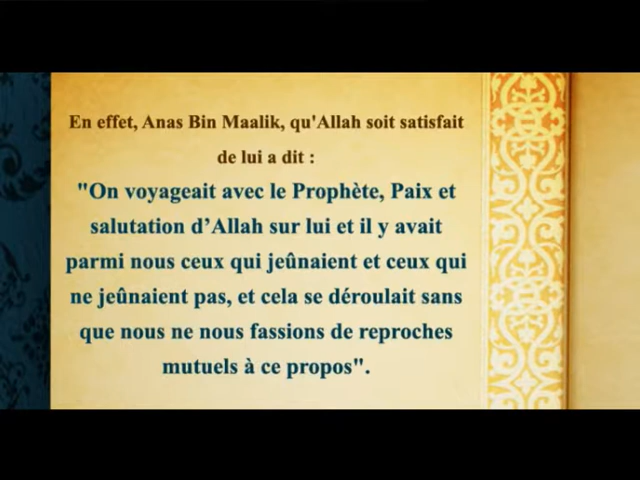 En effet, Anas Bin Maalik, qu'Allah soit satisfait
de lui a dit :
"On voyageait avec le Prophète, Paix et
salutation d’Allah sur lui et il y avait
parmi nous ceux qui jeûnaient et ceux qui
ne jeûnaient pas, et cela se déroulait sans
que nous ne nous fassions de reproches
mutuels à ce propos".